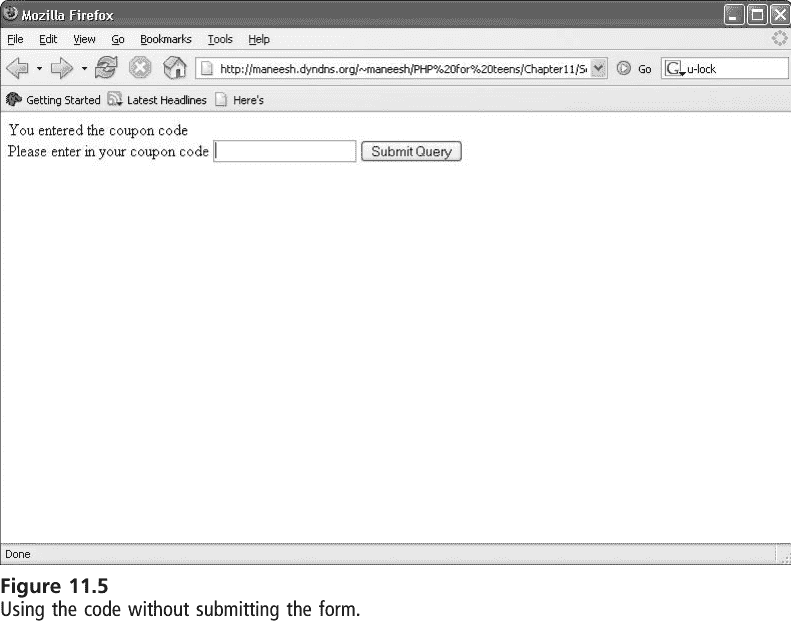 Mozilla Firefox
File Edit View Go Bookmarks Tools Help
http://maneesh.dyndns.org/~maneesh/PHP%20for%20teens/Chapter11/S Go G u-lock
Getting Started Latest Headlines Here's
You entered the coupon code
Please enter in your coupon code Submit Query
Done
Figure 11.5
Using the code without submitting the form.